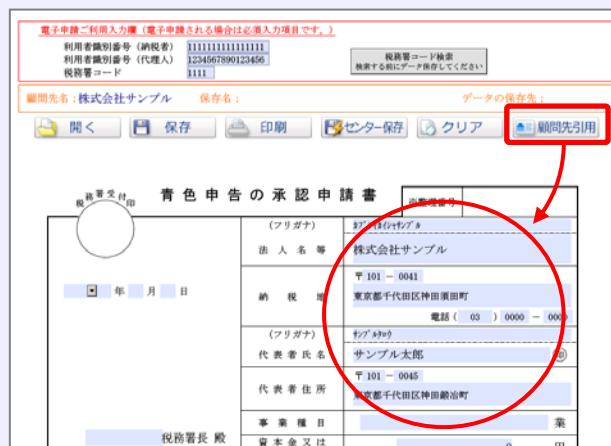 電子申請ご利用入力欄（電子申請される場合は必須入力項目です。）
利用者識別番号（納税者） 1111111111111111
利用者識別番号（代理人） 1234567890123456
税務署コード 1111
税務署コード検索
検索する前にデータ保存してください
顧問先名：株式会社サンプル 保存名： データの保存先：
開く 保存 印刷 センター保存 クリア 顧問先引用
税務署受付印
青色申告の承認申請書
※整理番号
（フリガナ） ｶﾌﾞｼｷｶﾞｲｼｬｻﾝﾌﾟﾙ
法人名等 株式会社サンプル
年 月 日
納税地
〒 101 － 0041
東京都千代田区神田須田町
電話（ 03 ）0000 － 0000
（フリガナ） ｻﾝﾌﾟﾙﾀﾛｳ
代表者氏名 サンプル太郎 印
代表者住所
〒 101 － 0045
東京都千代田区神田鍛冶町
事業種目 業
税務署長 殿
資本金又は